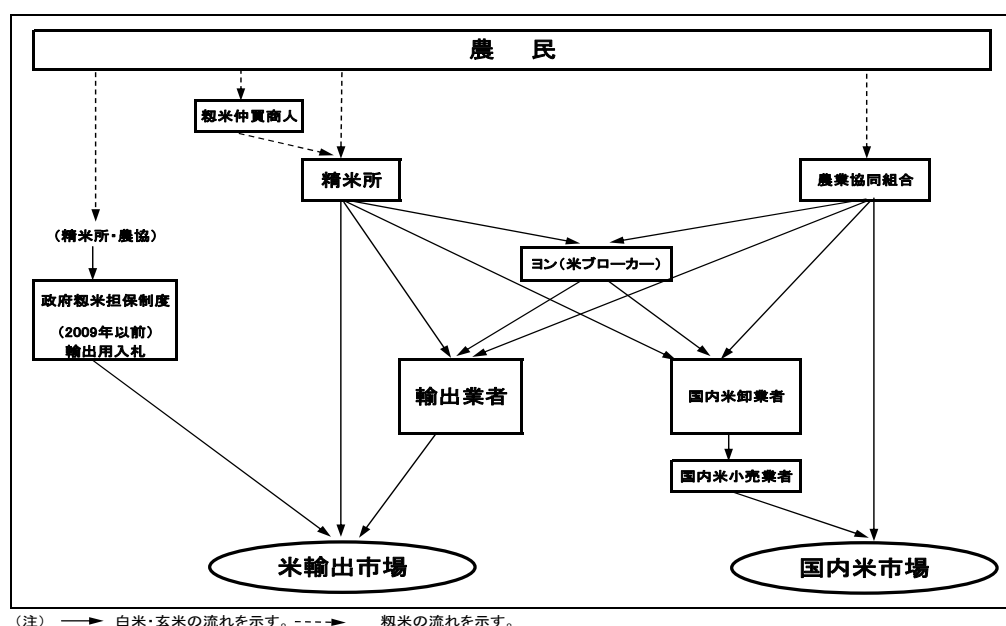 農　民
籾米仲買商人
精米所
農業協同組合
(精米所・農協)
ヨン(米ブローカー)
政府籾米担保制度
(2009年以前)
輸出用入札
輸出業者
国内米卸業者
国内米小売業者
米輸出市場
国内米市場
(注) ──▶ 白米・玄米の流れを示す。----▶ 籾米の流れを示す。